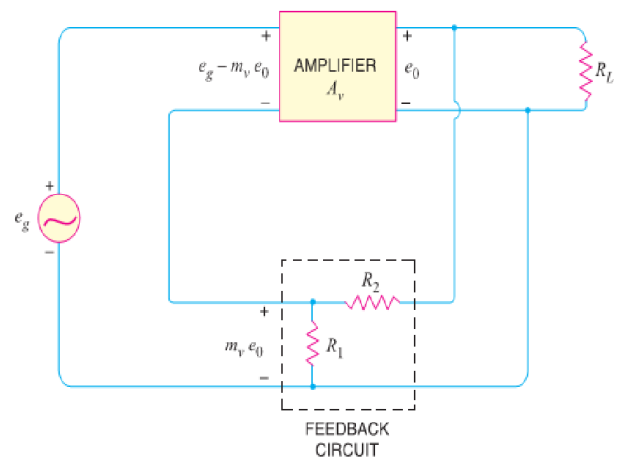 + +
e_g – m_v e_0 AMPLIFIER e_0 R_L
A_v
– –
+
e_g
–
R_2
+
m_v e_0 R_1
–
FEEDBACK
CIRCUIT